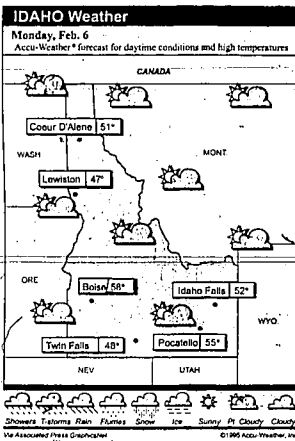 IDAHO Weather
Monday, Feb. 6
Accu-Weather® forecast for daytime conditions and high temperatures
CANADA
Coeur D'Alene 51°
WASH.
MONT.
Lewiston 47°
ORE
Boise 58°
Idaho Falls 52°
WYO.
Twin Falls 48°
Pocatello 55°
NEV
UTAH
Showers T-storms Rain Flurries Snow Ice Sunny Pt. Cloudy Cloudy
Via Associated Press GraphicsNet ©1995 Accu-Weather, Inc.